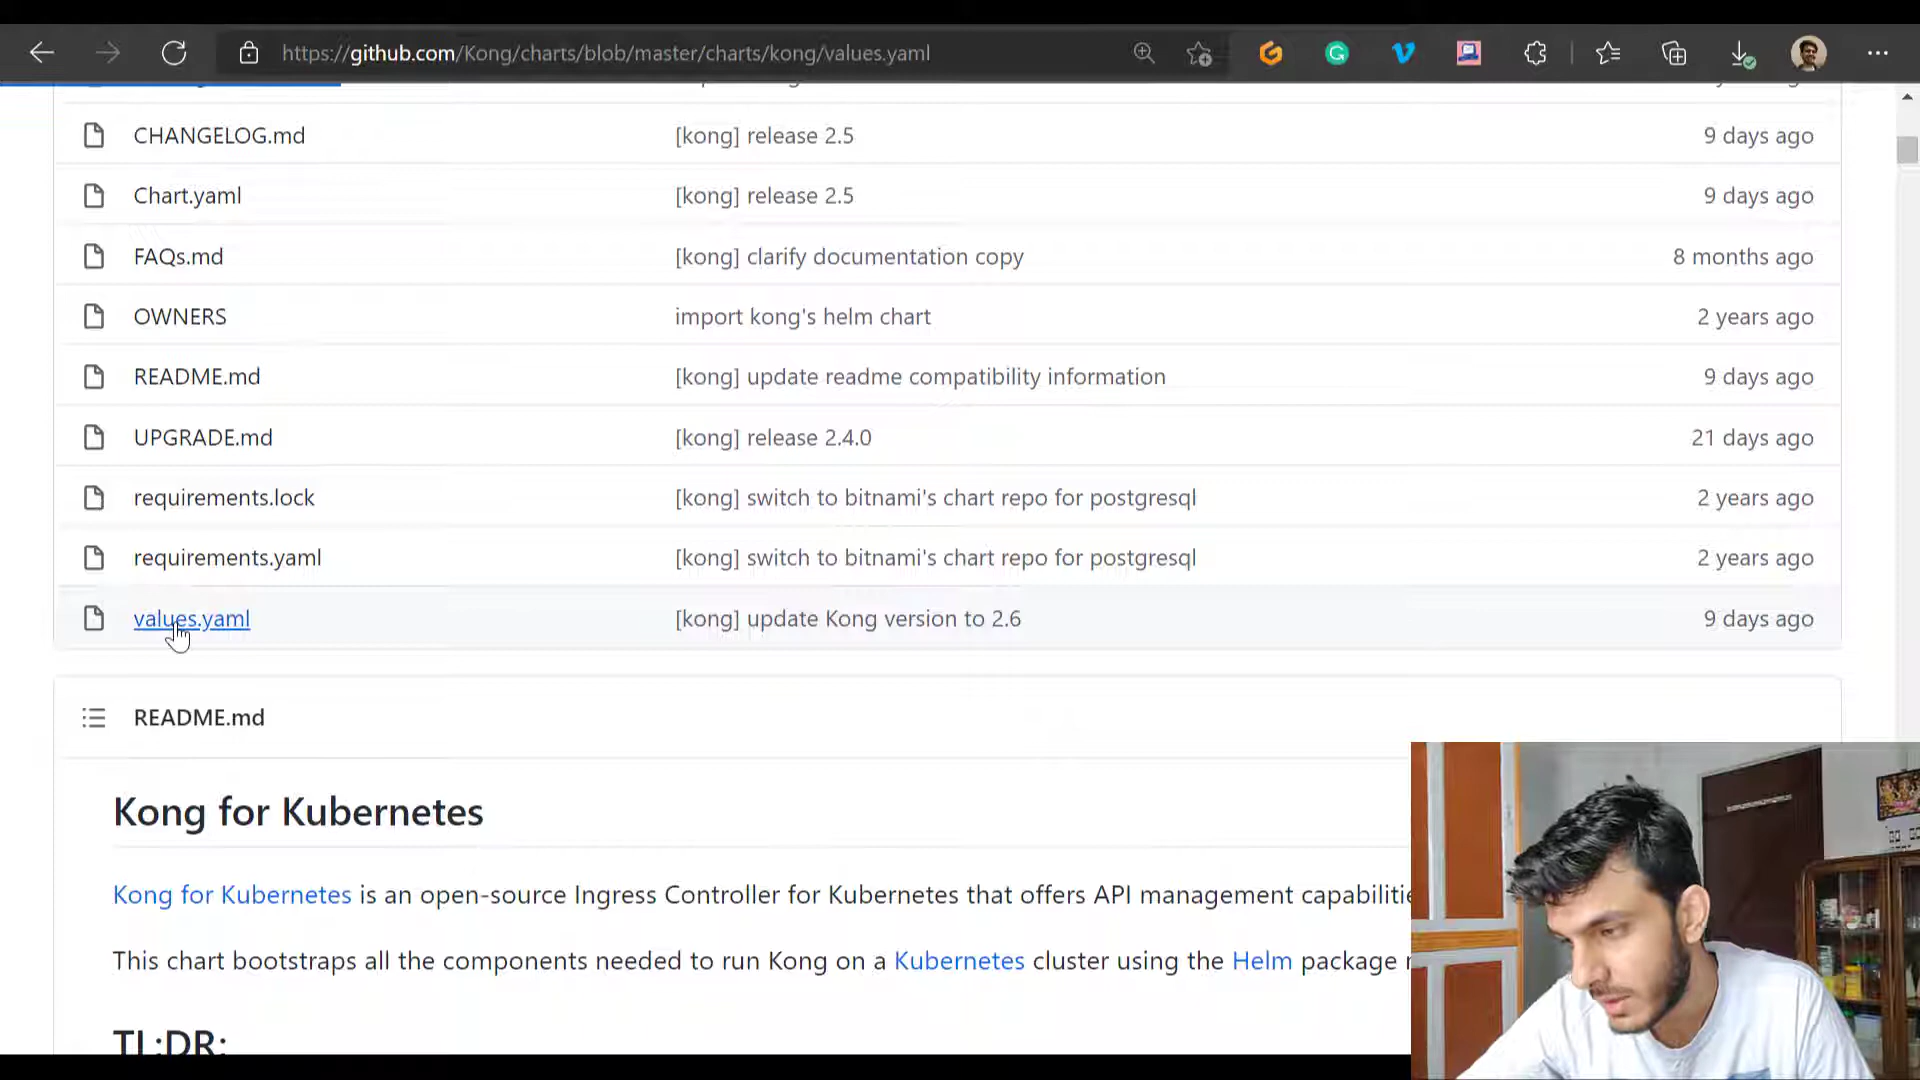 https://github.com/Kong/charts/blob/master/charts/kong/values.yaml
CHANGELOG.md [kong] release 2.5 9 days ago
Chart.yaml [kong] release 2.5 9 days ago
FAQs.md [kong] clarify documentation copy 8 months ago
OWNERS import kong's helm chart 2 years ago
README.md [kong] update readme compatibility information 9 days ago
UPGRADE.md [kong] release 2.4.0 21 days ago
requirements.lock [kong] switch to bitnami's chart repo for postgresql 2 years ago
requirements.yaml [kong] switch to bitnami's chart repo for postgresql 2 years ago
values.yaml [kong] update Kong version to 2.6 9 days ago
README.md
Kong for Kubernetes
Kong for Kubernetes is an open-source Ingress Controller for Kubernetes that offers API management capabilitie
This chart bootstraps all the components needed to run Kong on a Kubernetes cluster using the Helm package
TL;DR: